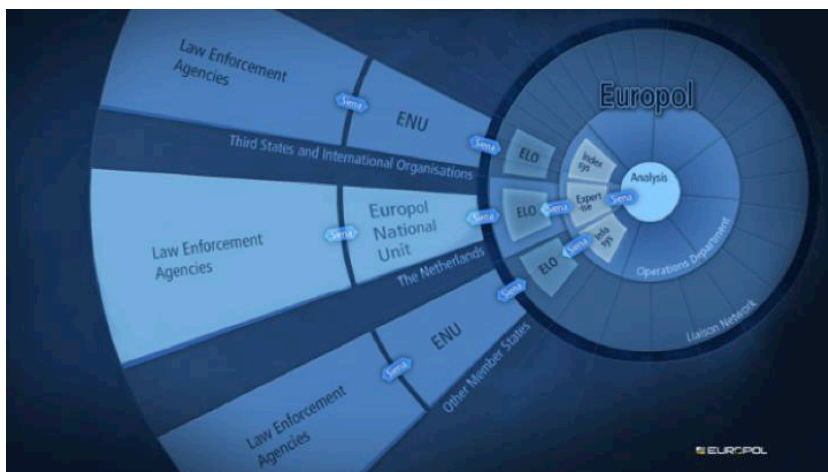 Law Enforcement
Agencies
Siena
ENU
Siena
Third States and International Organisations
ELO
Europol
Index
sys
Analysis
Law Enforcement
Agencies
Siena
Europol
National
Unit
Siena
ELO
Siena
Expert
-ise
Siena
The Netherlands
Info
sys
Siena
ELO
Siena
Operations Department
Liaison Network
Law Enforcement
Agencies
Siena
ENU
Other Member States
EUROPOL